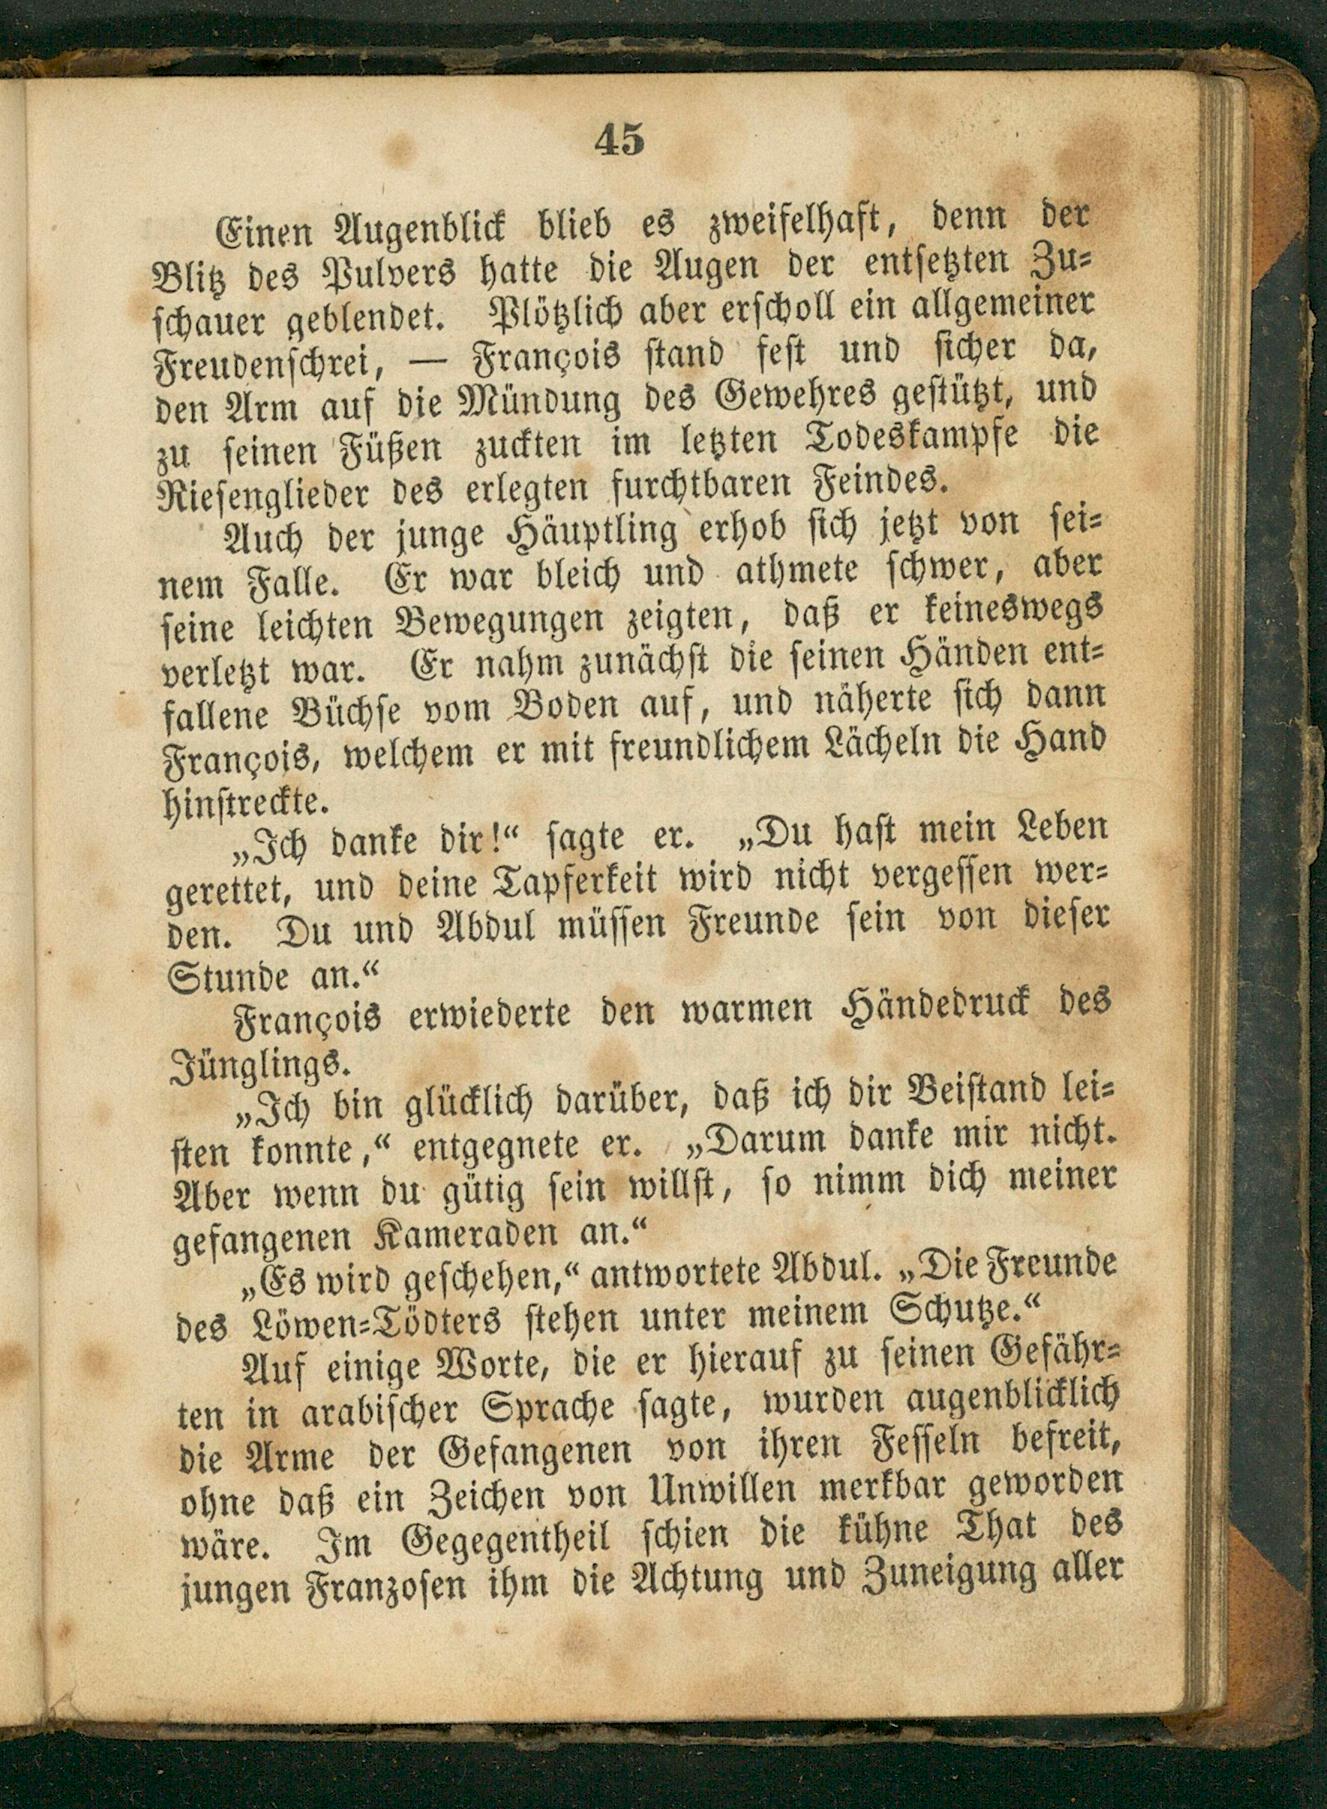 45
Einen Augenblick blieb es zweifelhaft, denn der
Blitz des Pulvers hatte die Augen der entsetzten Zu=
schauer geblendet. Plötzlich aber erscholl ein allgemeiner
Freudenschrei, — François stand fest und sicher da,
den Arm auf die Mündung des Gewehres gestützt, und
zu seinen Füßen zuckten im letzten Todeskampfe die
Riesenglieder des erlegten furchtbaren Feindes.
Auch der junge Häuptling erhob sich jetzt von sei=
nem Falle. Er war bleich und athmete schwer, aber
seine leichten Bewegungen zeigten, daß er keineswegs
verletzt war. Er nahm zunächst die seinen Händen ent=
fallene Büchse vom Boden auf, und näherte sich dann
François, welchem er mit freundlichem Lächeln die Hand
hinstreckte.
„Ich danke dir!“ sagte er. „Du hast mein Leben
gerettet, und deine Tapferkeit wird nicht vergessen wer=
den. Du und Abdul müssen Freunde sein von dieser
Stunde an.“
François erwiederte den warmen Händedruck des
Jünglings.
„Ich bin glücklich darüber, daß ich dir Beistand lei=
sten konnte,“ entgegnete er. „Darum danke mir nicht.
Aber wenn du gütig sein willst, so nimm dich meiner
gefangenen Kameraden an.“
„Es wird geschehen,“ antwortete Abdul. „Die Freunde
des Löwen=Tödters stehen unter meinem Schutze.“
Auf einige Worte, die er hierauf zu seinen Gefähr=
ten in arabischer Sprache sagte, wurden augenblicklich
die Arme der Gefangenen von ihren Fesseln befreit,
ohne daß ein Zeichen von Unwillen merkbar geworden
wäre. Im Gegegentheil schien die kühne That des
jungen Franzosen ihm die Achtung und Zuneigung aller